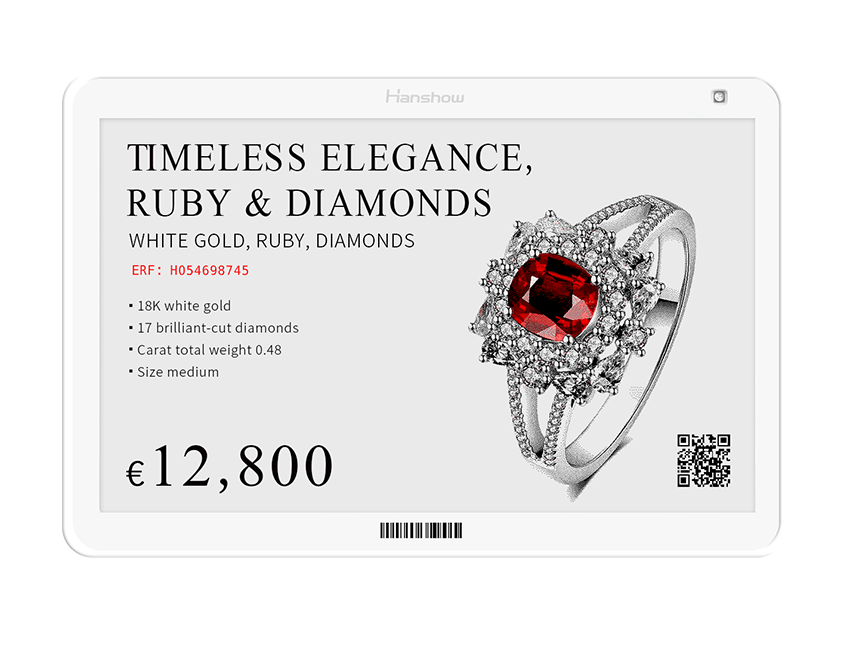 Hanshow
TIMELESS ELEGANCE,
RUBY & DIAMONDS
WHITE GOLD, RUBY, DIAMONDS
ERF: H054698745
▪ 18K white gold
▪ 17 brilliant-cut diamonds
▪ Carat total weight 0.48
▪ Size medium
€12,800